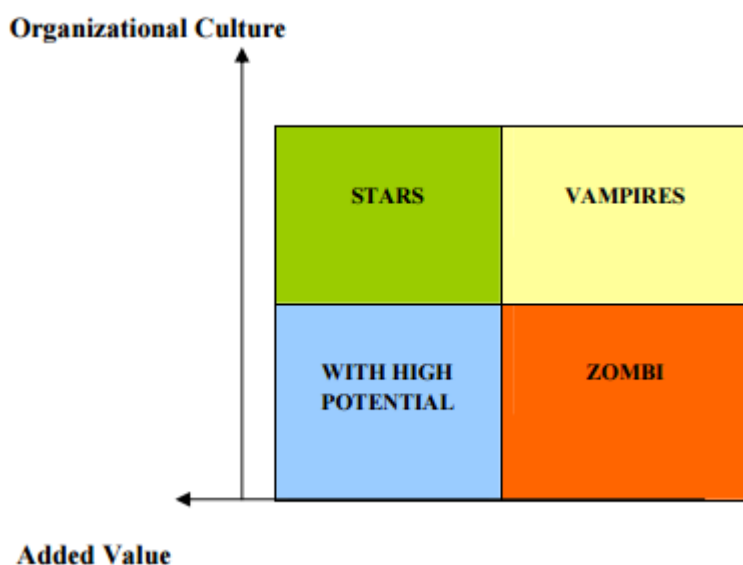 Organizational Culture
STARS
VAMPIRES
WITH HIGH
POTENTIAL
ZOMBI
Added Value